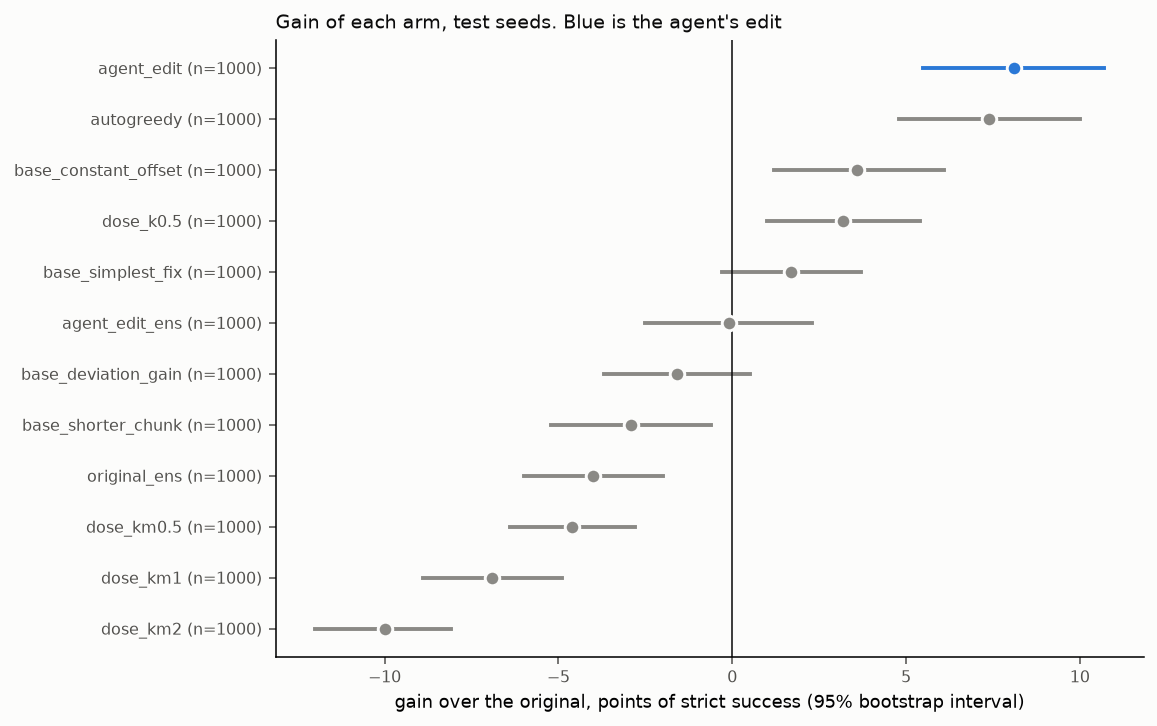 Gain of each arm, test seeds. Blue is the agent's edit
agent_edit (n=1000)
autogreedy (n=1000)
base_constant_offset (n=1000)
dose_k0.5 (n=1000)
base_simplest_fix (n=1000)
agent_edit_ens (n=1000)
base_deviation_gain (n=1000)
base_shorter_chunk (n=1000)
original_ens (n=1000)
dose_km0.5 (n=1000)
dose_km1 (n=1000)
dose_km2 (n=1000)
−10 −5 0 5 10
gain over the original, points of strict success (95% bootstrap interval)